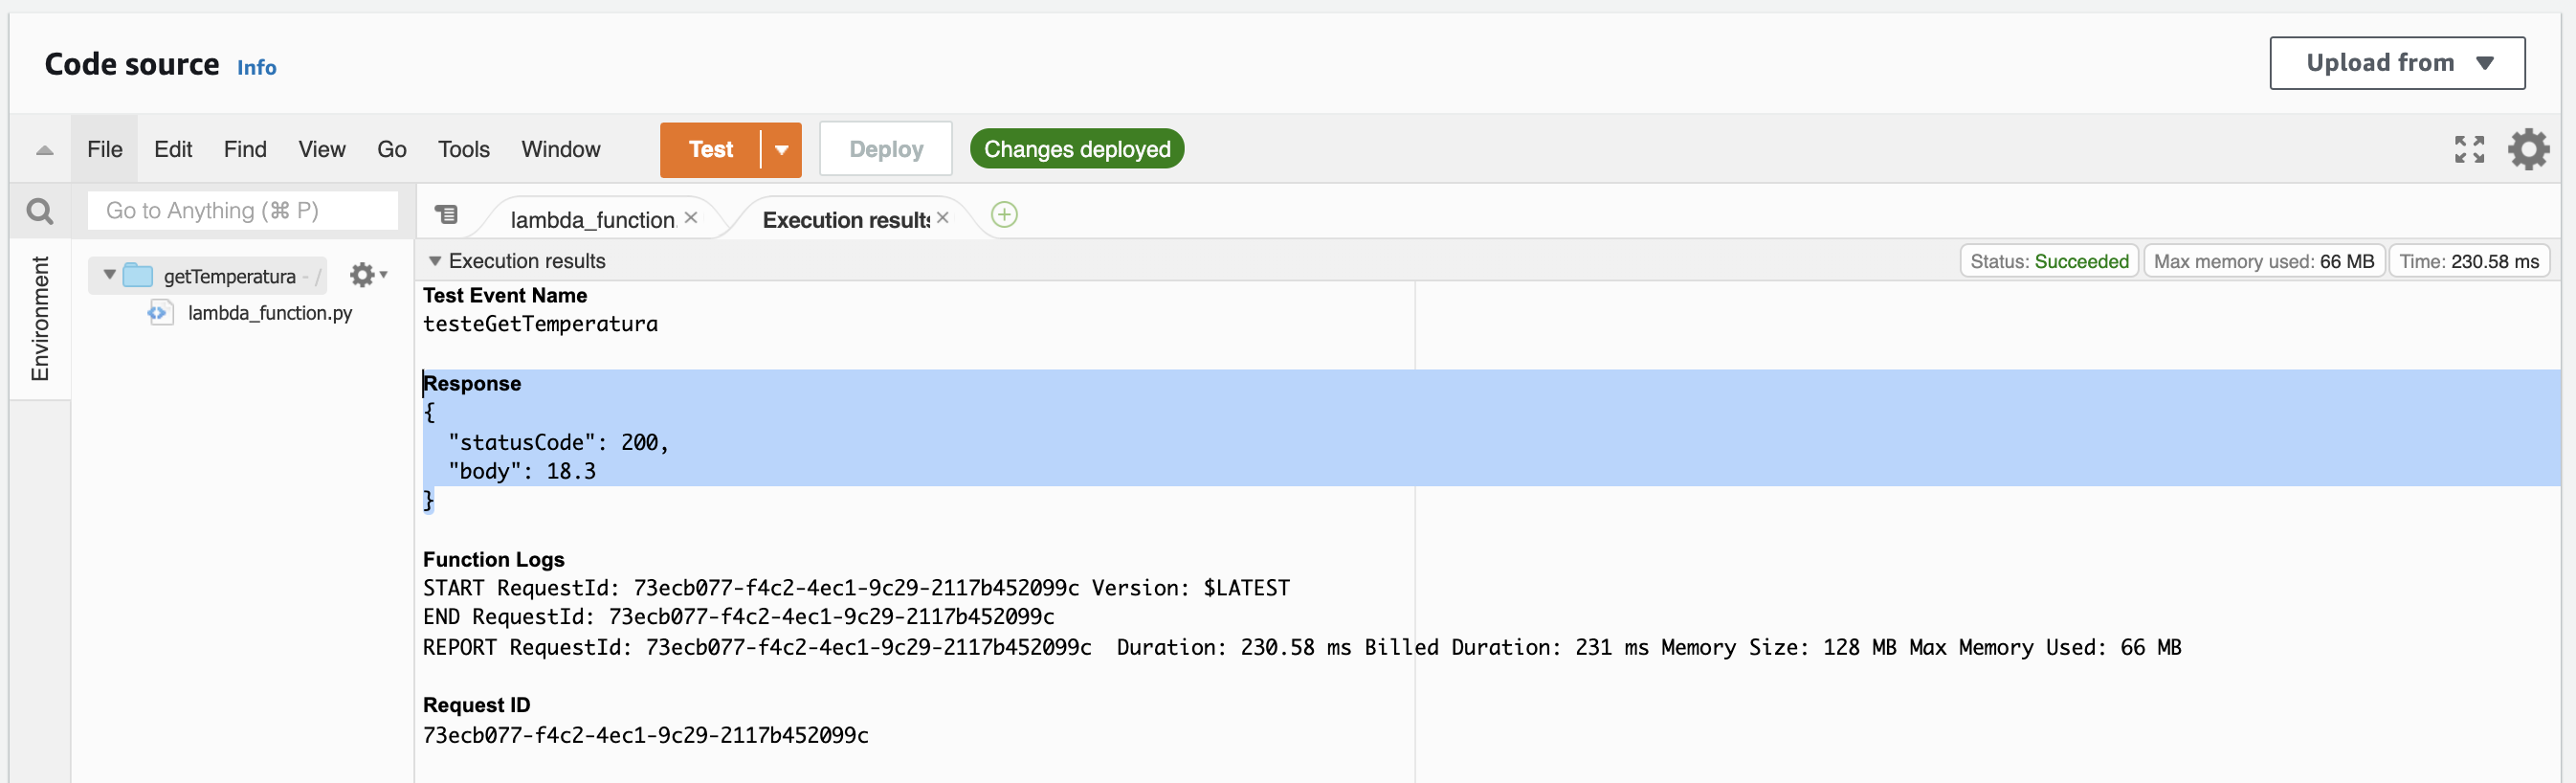 Code source Info
Upload from
File Edit Find View Go Tools Window Test Deploy Changes deployed
Go to Anything (⌘ P)
lambda_function
Execution results
Environment
getTemperatura - /
lambda_function.py
Execution results
Status: Succeeded Max memory used: 66 MB Time: 230.58 ms
Test Event Name
testeGetTemperatura
Response
{
"statusCode": 200,
"body": 18.3
}
Function Logs
START RequestId: 73ecb077-f4c2-4ec1-9c29-2117b452099c Version: $LATEST
END RequestId: 73ecb077-f4c2-4ec1-9c29-2117b452099c
REPORT RequestId: 73ecb077-f4c2-4ec1-9c29-2117b452099c Duration: 230.58 ms Billed Duration: 231 ms Memory Size: 128 MB Max Memory Used: 66 MB
Request ID
73ecb077-f4c2-4ec1-9c29-2117b452099c